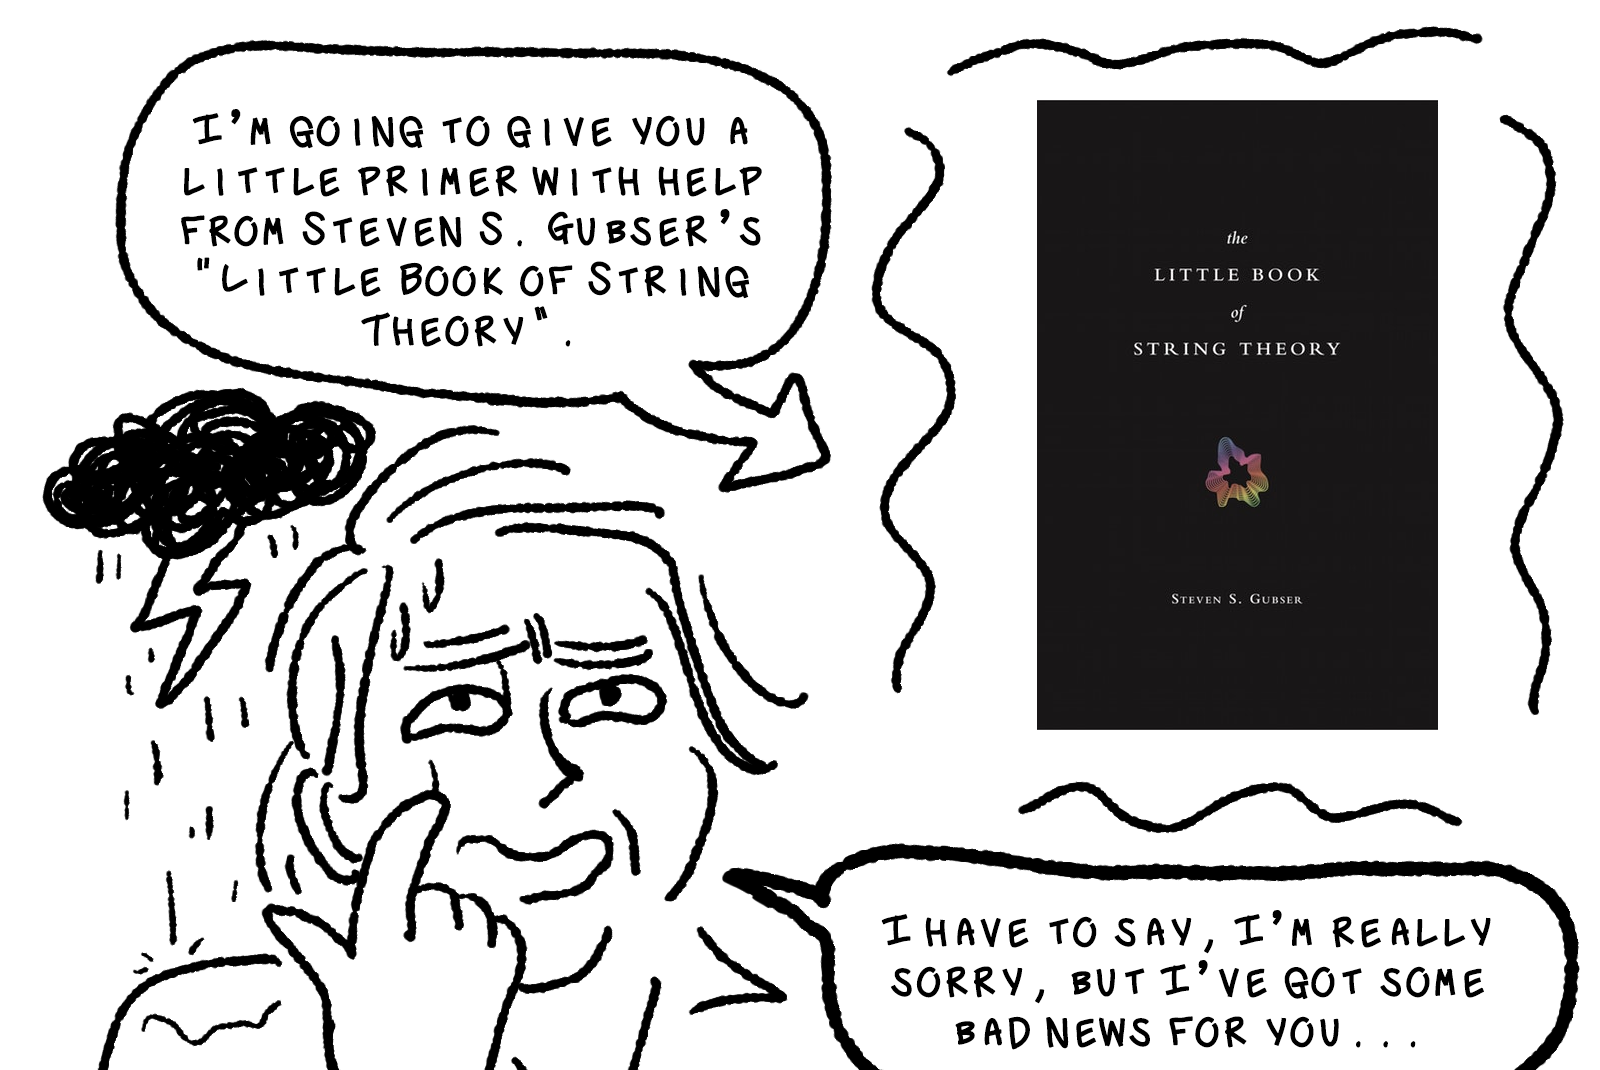 I'M GOING TO GIVE YOU A
LITTLE PRIMER WITH HELP
FROM STEVEN S. GUBSER'S
"LITTLE BOOK OF STRING
THEORY".
the
LITTLE BOOK
of
STRING THEORY
STEVEN S. GUBSER
I HAVE TO SAY, I'M REALLY
SORRY, BUT I'VE GOT SOME
BAD NEWS FOR YOU...